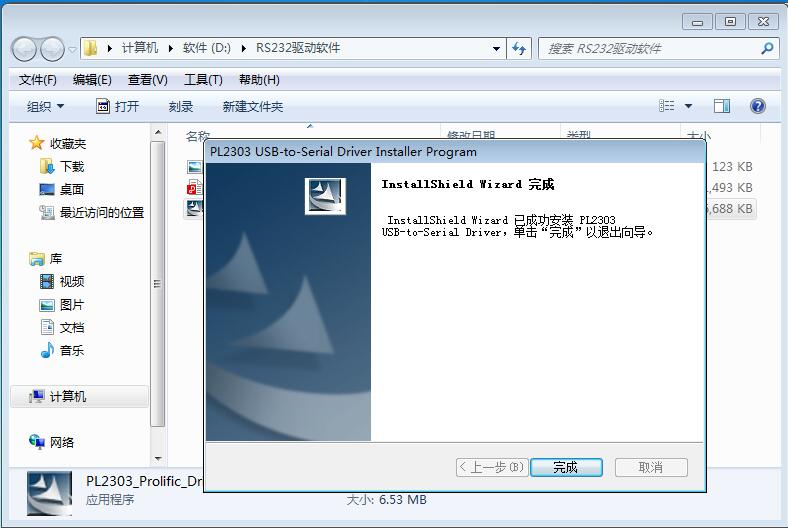 计算机 软件 (D:) RS232驱动软件
搜索 RS232驱动软件
文件(F) 编辑(E) 查看(V) 工具(T) 帮助(H)
组织 打开 刻录 新建文件夹
名称 修改日期 类型 大小
收藏夹
下载
桌面
最近访问的位置
库
视频
图片
文档
音乐
计算机
网络
123 KB
,493 KB
,688 KB
PL2303 USB-to-Serial Driver Installer Program
InstallShield Wizard 完成
InstallShield Wizard 已成功安装 PL2303
USB-to-Serial Driver，单击“完成”以退出向导。
< 上一步(B) 完成 取消
PL2303_Prolific_Dr
应用程序
大小: 6.53 MB